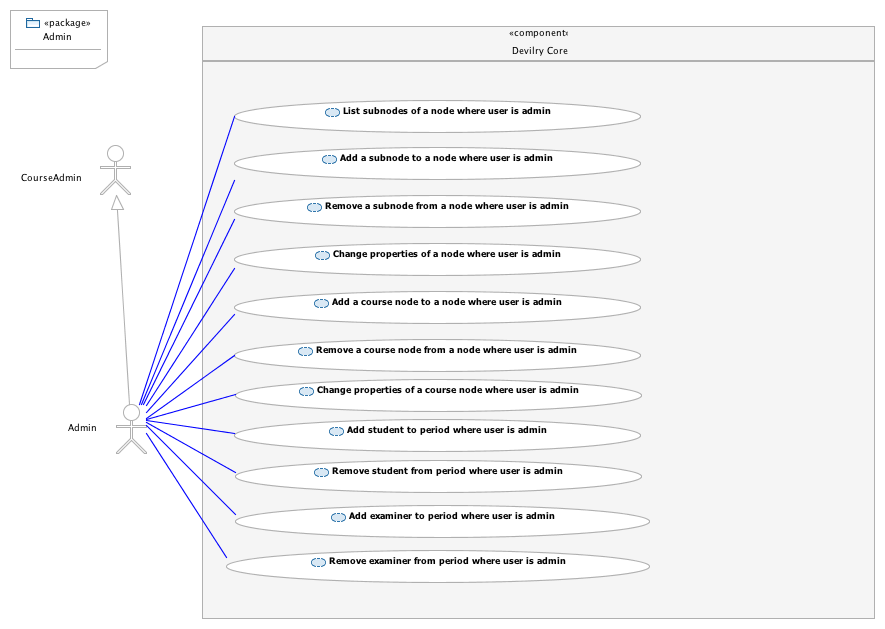 «package»
Admin
«component»
Devilry Core
List subnodes of a node where user is admin
Add a subnode to a node where user is admin
CourseAdmin
Remove a subnode from a node where user is admin
Change properties of a node where user is admin
Add a course node to a node where user is admin
Remove a course node from a node where user is admin
Change properties of a course node where user is admin
Admin
Add student to period where user is admin
Remove student from period where user is admin
Add examiner to period where user is admin
Remove examiner from period where user is admin